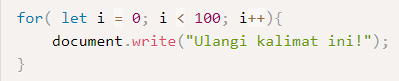 for( let i = 0; i < 100; i++){
    document.write("Ulangi kalimat ini!");
}